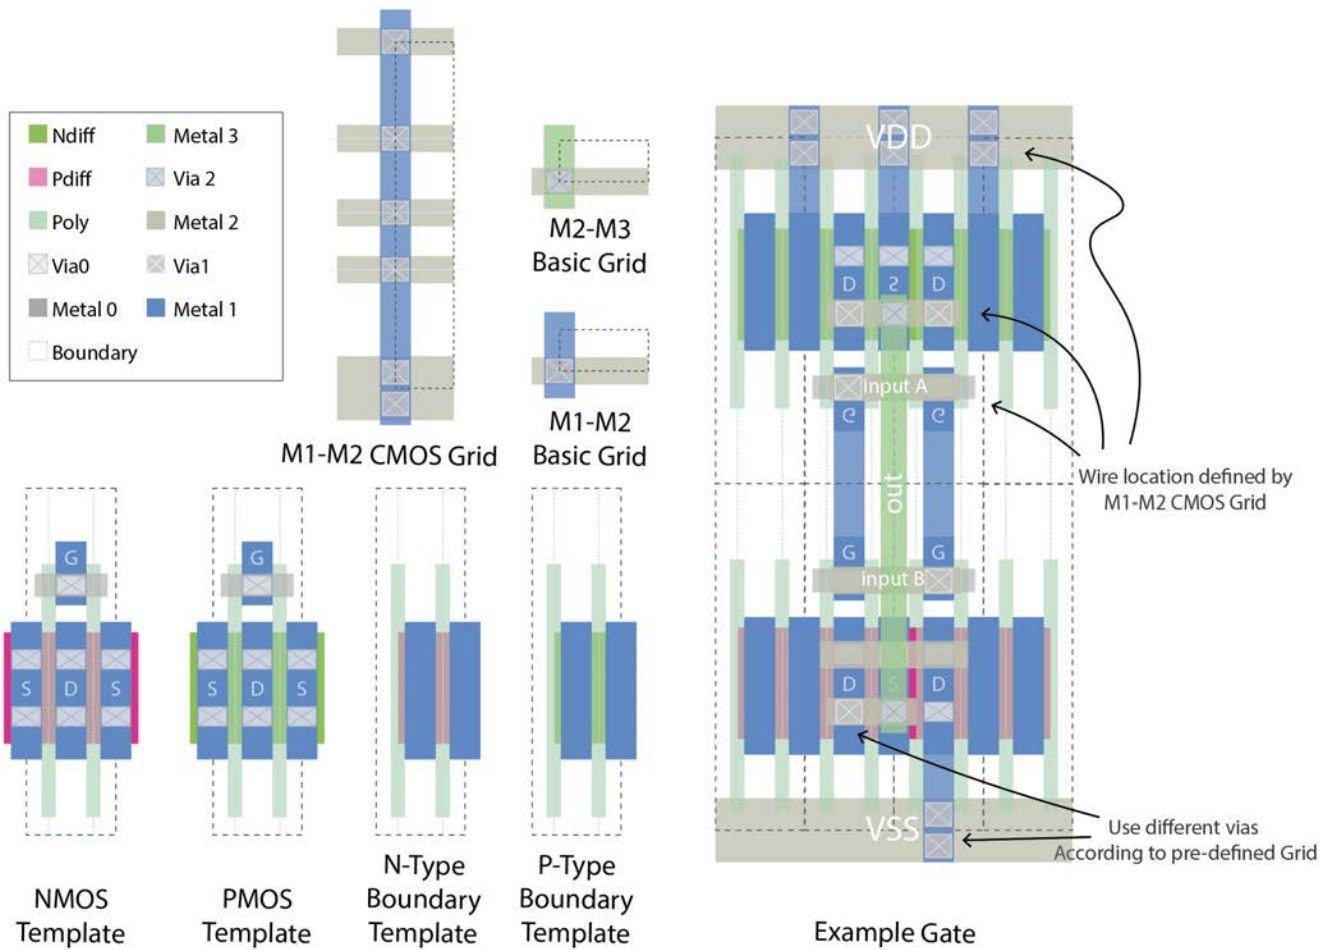 Ndiff
Metal 3
Pdiff
Via 2
Poly
Metal 2
Via0
Via1
Metal 0
Metal 1
Boundary
M1-M2 CMOS Grid
M2-M3
Basic Grid
M1-M2
Basic Grid
G
S D S
NMOS
Template
G
S D S
PMOS
Template
N-Type
Boundary
Template
P-Type
Boundary
Template
VDD
D S D
input A
G G
out
G G
input B
D S D
VSS
Example Gate
Wire location defined by
M1-M2 CMOS Grid
Use different vias
According to pre-defined Grid